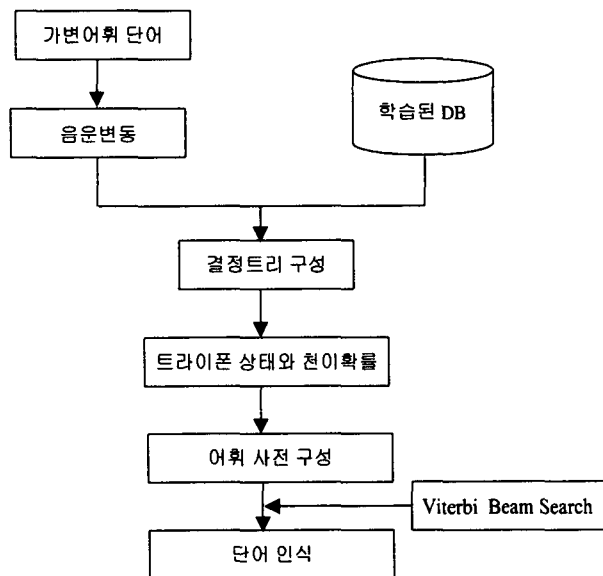 가변어휘 단어
음운변동
학습된 DB
결정트리 구성
트라이폰 상태와 천이확률
어휘 사전 구성
Viterbi Beam Search
단어 인식